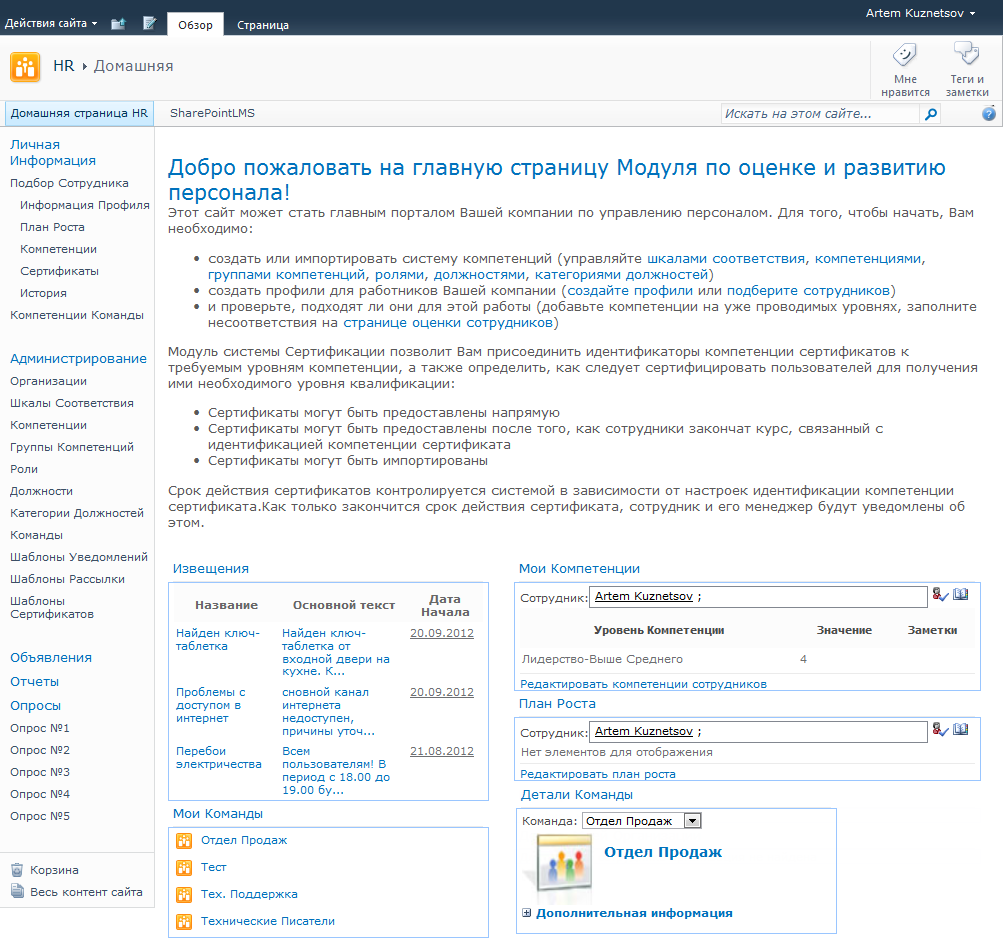 Действия сайта
Обзор
Страница
Artem Kuznetsov
HR
Домашняя
Мне
нравится
Теги и
заметки
Домашняя страница HR
SharePointLMS
Искать на этом сайте...
Личная
Информация
Подбор Сотрудника
Информация Профиля
План Роста
Компетенции
Сертификаты
История
Компетенции Команды
Администрирование
Организации
Шкалы Соответствия
Компетенции
Группы Компетенций
Роли
Должности
Категории Должностей
Команды
Шаблоны Уведомлений
Шаблоны Рассылки
Шаблоны
Сертификатов
Объявления
Отчеты
Опросы
Опрос №1
Опрос №2
Опрос №3
Опрос №4
Опрос №5
Корзина
Весь контент сайта
Добро пожаловать на главную страницу Модуля по оценке и развитию
персонала!
Этот сайт может стать главным порталом Вашей компании по управлению персоналом. Для того, чтобы начать, Вам
необходимо:
• создать или импортировать систему компетенций (управляйте шкалами соответствия, компетенциями,
группами компетенций, ролями, должностями, категориями должностей)
• создать профили для работников Вашей компании (создайте профили или подберите сотрудников)
• и проверьте, подходят ли они для этой работы (добавьте компетенции на уже проводимых уровнях, заполните
несоответствия на странице оценки сотрудников)
Модуль системы Сертификации позволит Вам присоединить идентификаторы компетенции сертификатов к
требуемым уровням компетенции, а также определить, как следует сертифицировать пользователей для получения
ими необходимого уровня квалификации:
• Сертификаты могут быть предоставлены напрямую
• Сертификаты могут быть предоставлены после того, как сотрудники закончат курс, связанный с
идентификацией компетенции сертификата
• Сертификаты могут быть импортированы
Срок действия сертификатов контролируется системой в зависимости от настроек идентификации компетенции
сертификата.Как только закончится срок действия сертификата, сотрудник и его менеджер будут уведомлены об
этом.
Извещения
Название Основной текст Дата
Начала
Найден ключ- Найден ключ- 20.09.2012
таблетка таблетка от
входной двери на
кухне. К...
Проблемы с сновной канал 20.09.2012
доступом в интернета
интернет недоступен,
причины уточ...
Перебои Всем 21.08.2012
электричества пользователям! В
период с 18.00 до
19.00 бу...
Мои Команды
Отдел Продаж
Тест
Тех. Поддержка
Технические Писатели
Мои Компетенции
Сотрудник: Artem Kuznetsov ;
Уровень Компетенции Значение Заметки
Лидерство-Выше Среднего 4
Редактировать компетенции сотрудников
План Роста
Сотрудник: Artem Kuznetsov ;
Нет элементов для отображения
Редактировать план роста
Детали Команды
Команда: Отдел Продаж
Отдел Продаж
Дополнительная информация